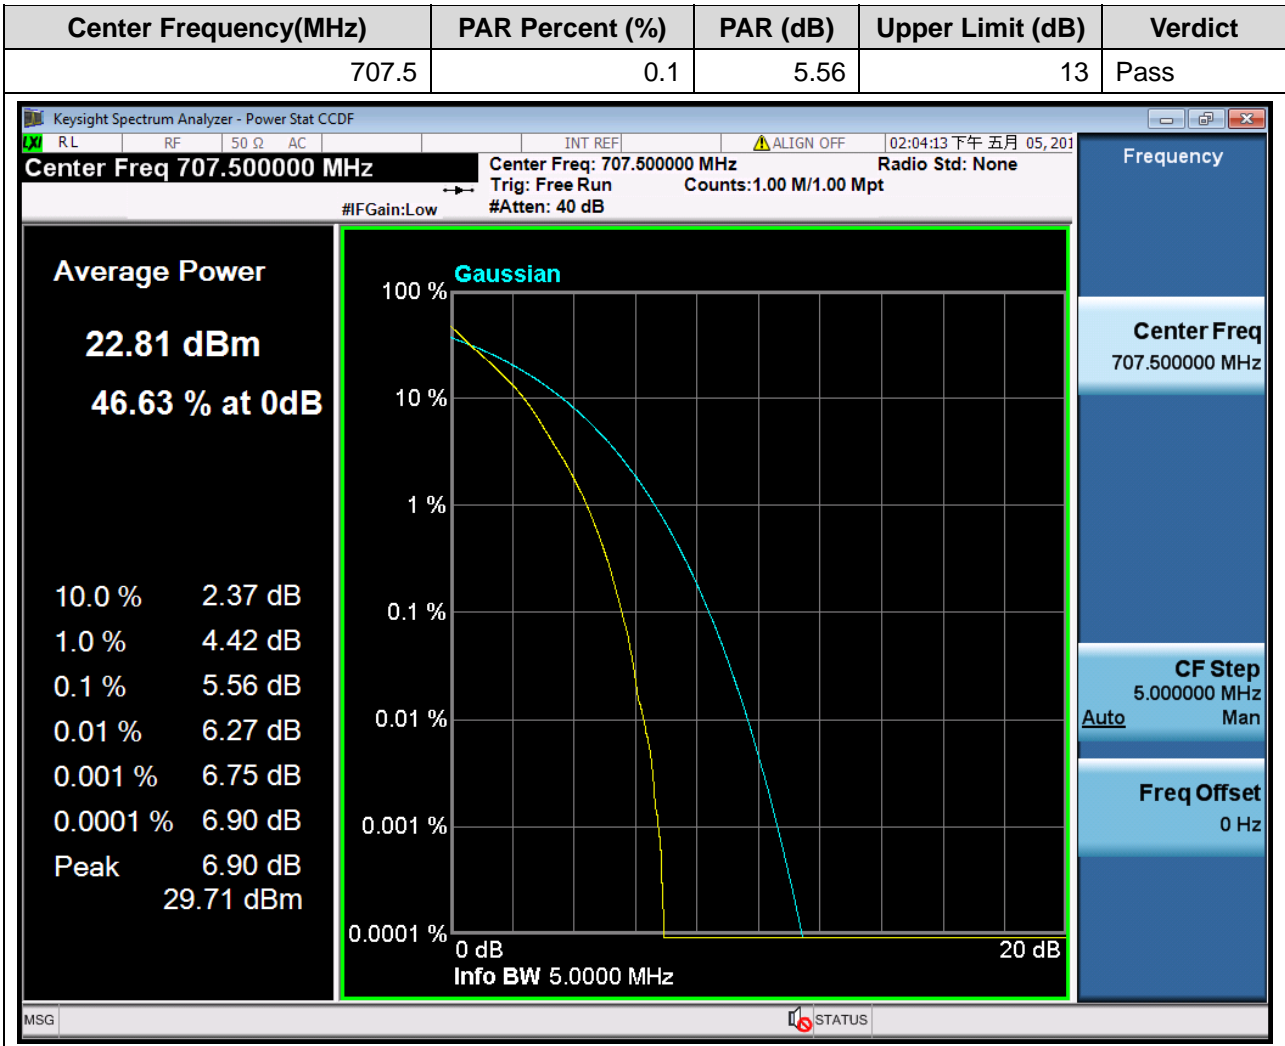 Center Frequency(MHz) PAR Percent (%) PAR (dB) Upper Limit (dB) Verdict
707.5 0.1 5.56 13 Pass
Keysight Spectrum Analyzer - Power Stat CCDF
LXI RL RF 50 Ω AC INT REF ALIGN OFF 02:04:13 下午 五月 05, 201
Center Freq 707.500000 MHz
Center Freq: 707.500000 MHz Radio Std: None
Trig: Free Run Counts:1.00 M/1.00 Mpt
#IFGain:Low #Atten: 40 dB
Frequency
Average Power
22.81 dBm
46.63 % at 0dB
10.0 % 2.37 dB
1.0 % 4.42 dB
0.1 % 5.56 dB
0.01 % 6.27 dB
0.001 % 6.75 dB
0.0001 % 6.90 dB
Peak 6.90 dB
29.71 dBm
Gaussian
100 %
10 %
1 %
0.1 %
0.01 %
0.001 %
0.0001 %
0 dB 20 dB
Info BW 5.0000 MHz
Center Freq
707.500000 MHz
CF Step
5.000000 MHz
Auto Man
Freq Offset
0 Hz
MSG STATUS